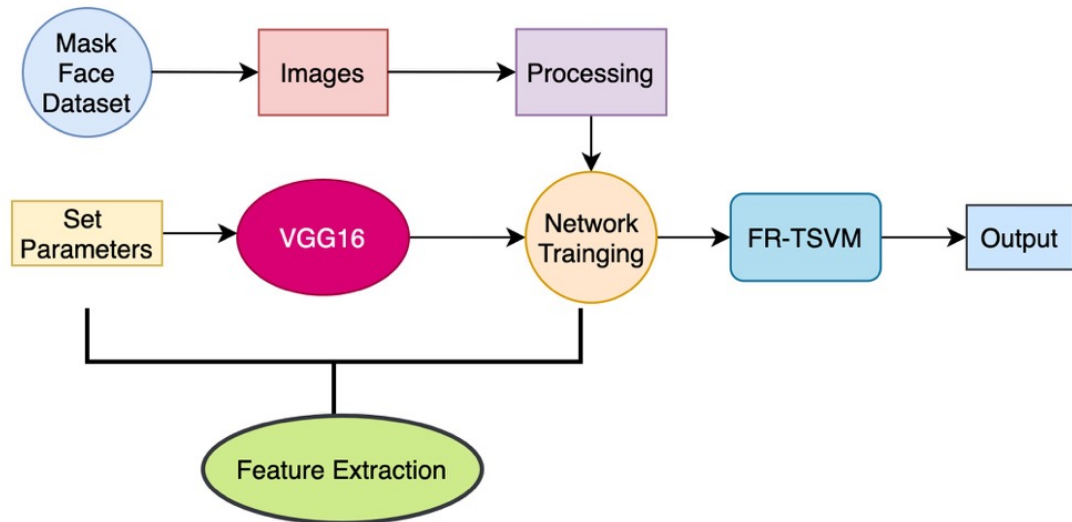 Mask
Face
Dataset
Images
Processing
Set
Parameters
VGG16
Network
Trainging
FR-TSVM
Output
Feature Extraction